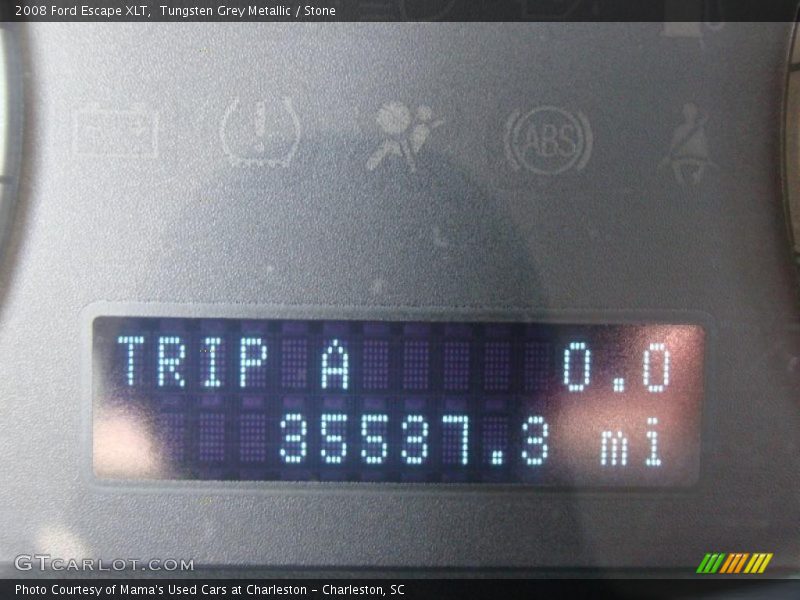 2008 Ford Escape XLT,  Tungsten Grey Metallic / Stone
ABS
TRIP A 0.0
35537.3 mi
GTCARLOT.COM
Photo Courtesy of Mama's Used Cars at Charleston - Charleston, SC